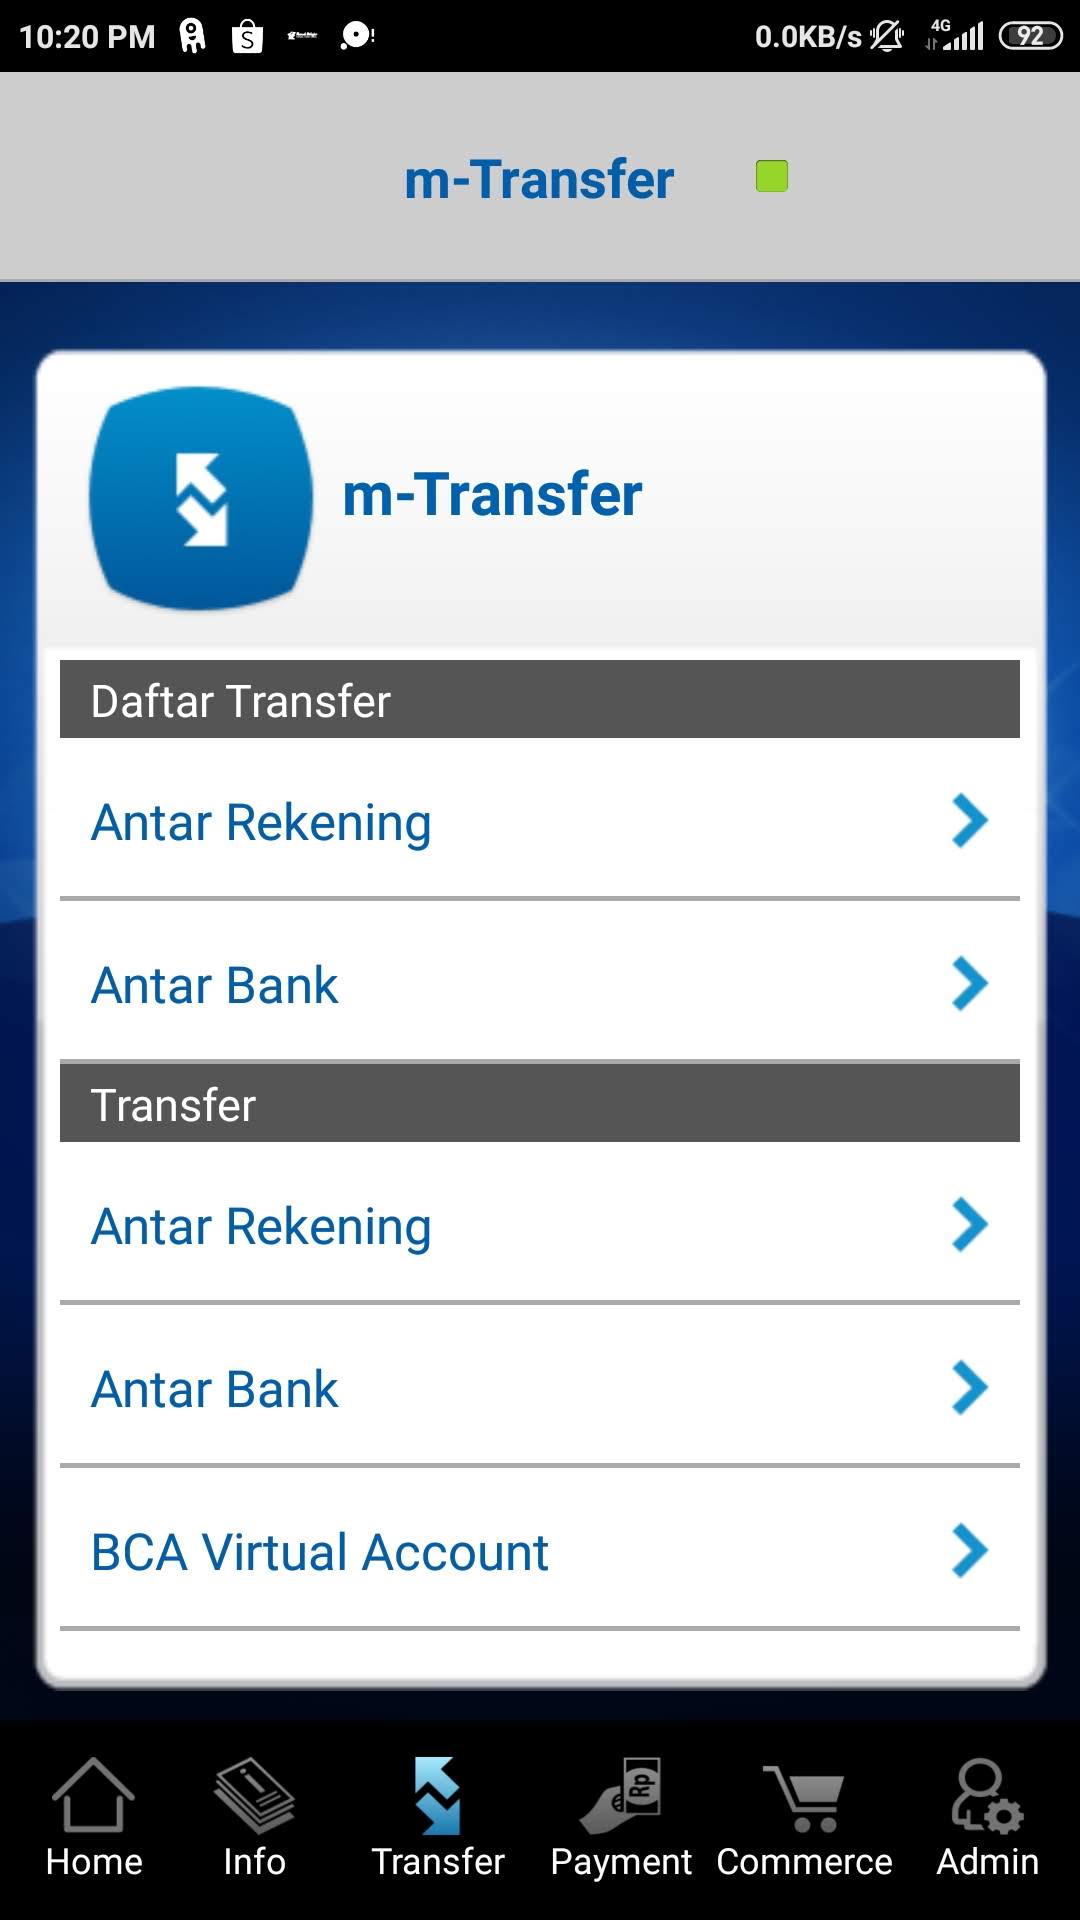 10:20 PM 0.0KB/s 4G 92
m-Transfer
m-Transfer
Daftar Transfer
Antar Rekening
Antar Bank
Transfer
Antar Rekening
Antar Bank
BCA Virtual Account
Home Info Transfer Payment Commerce Admin